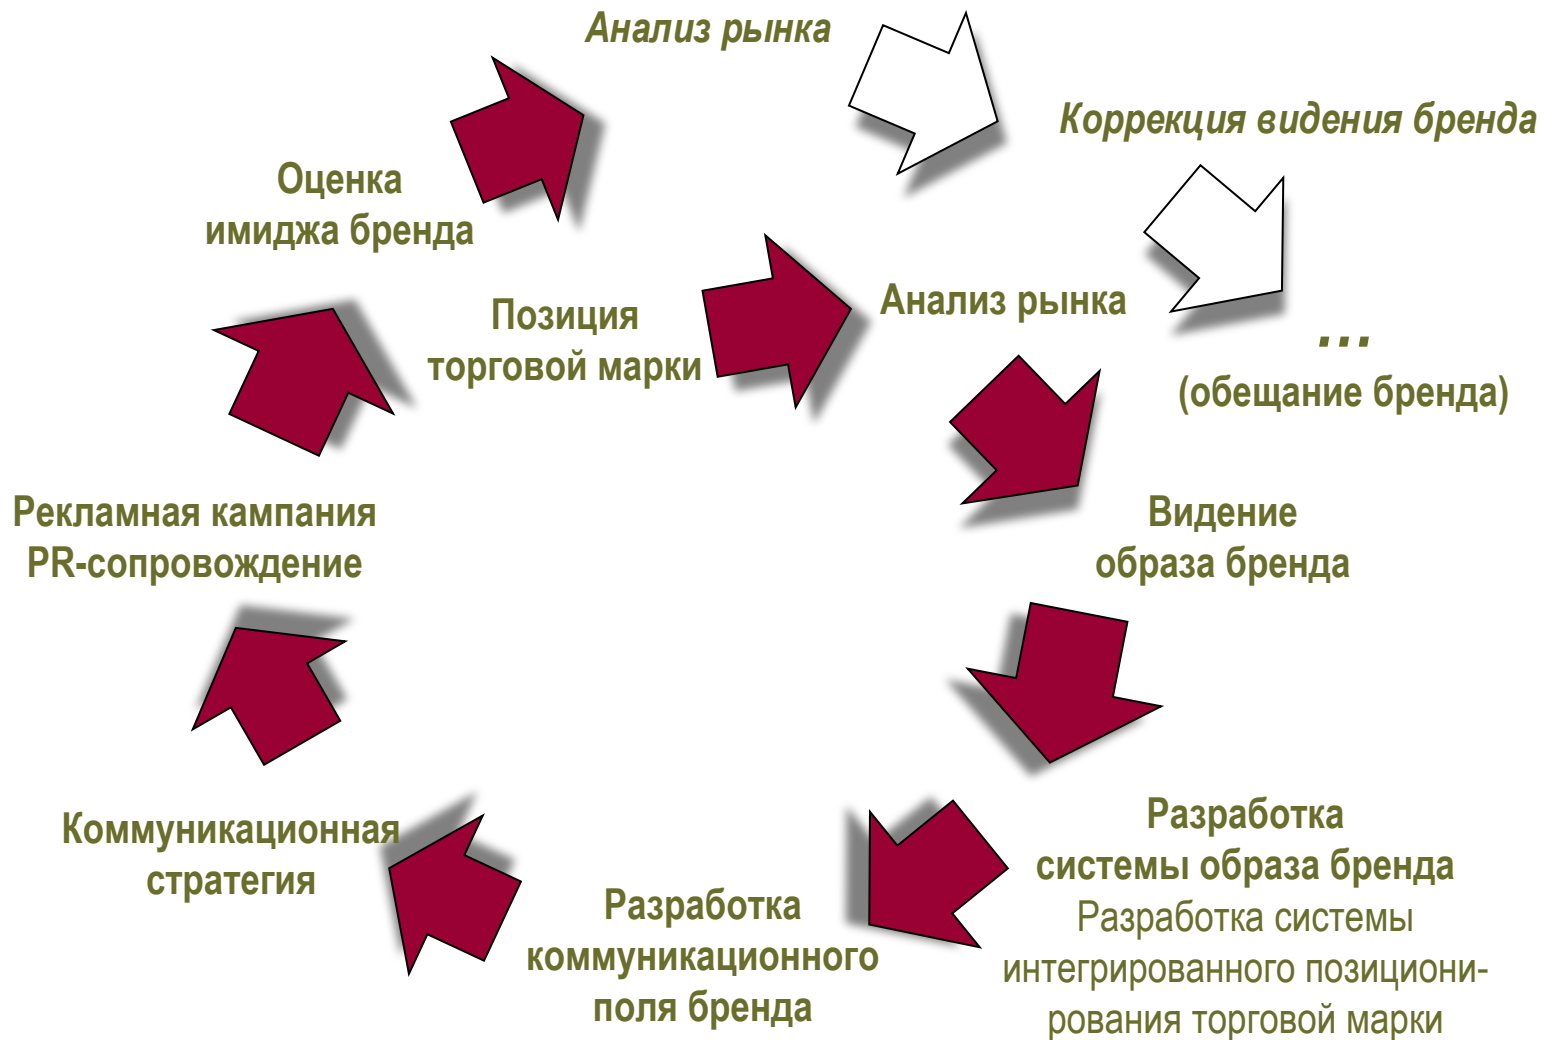 Анализ рынка
Коррекция видения бренда
Оценка
имиджа бренда
Позиция
торговой марки
Анализ рынка
...
(обещание бренда)
Видение
образа бренда
Рекламная кампания
PR-сопровождение
Разработка
системы образа бренда
Разработка системы
интегрированного позициони-
рования торговой марки
Разработка
коммуникационного
поля бренда
Коммуникационная
стратегия